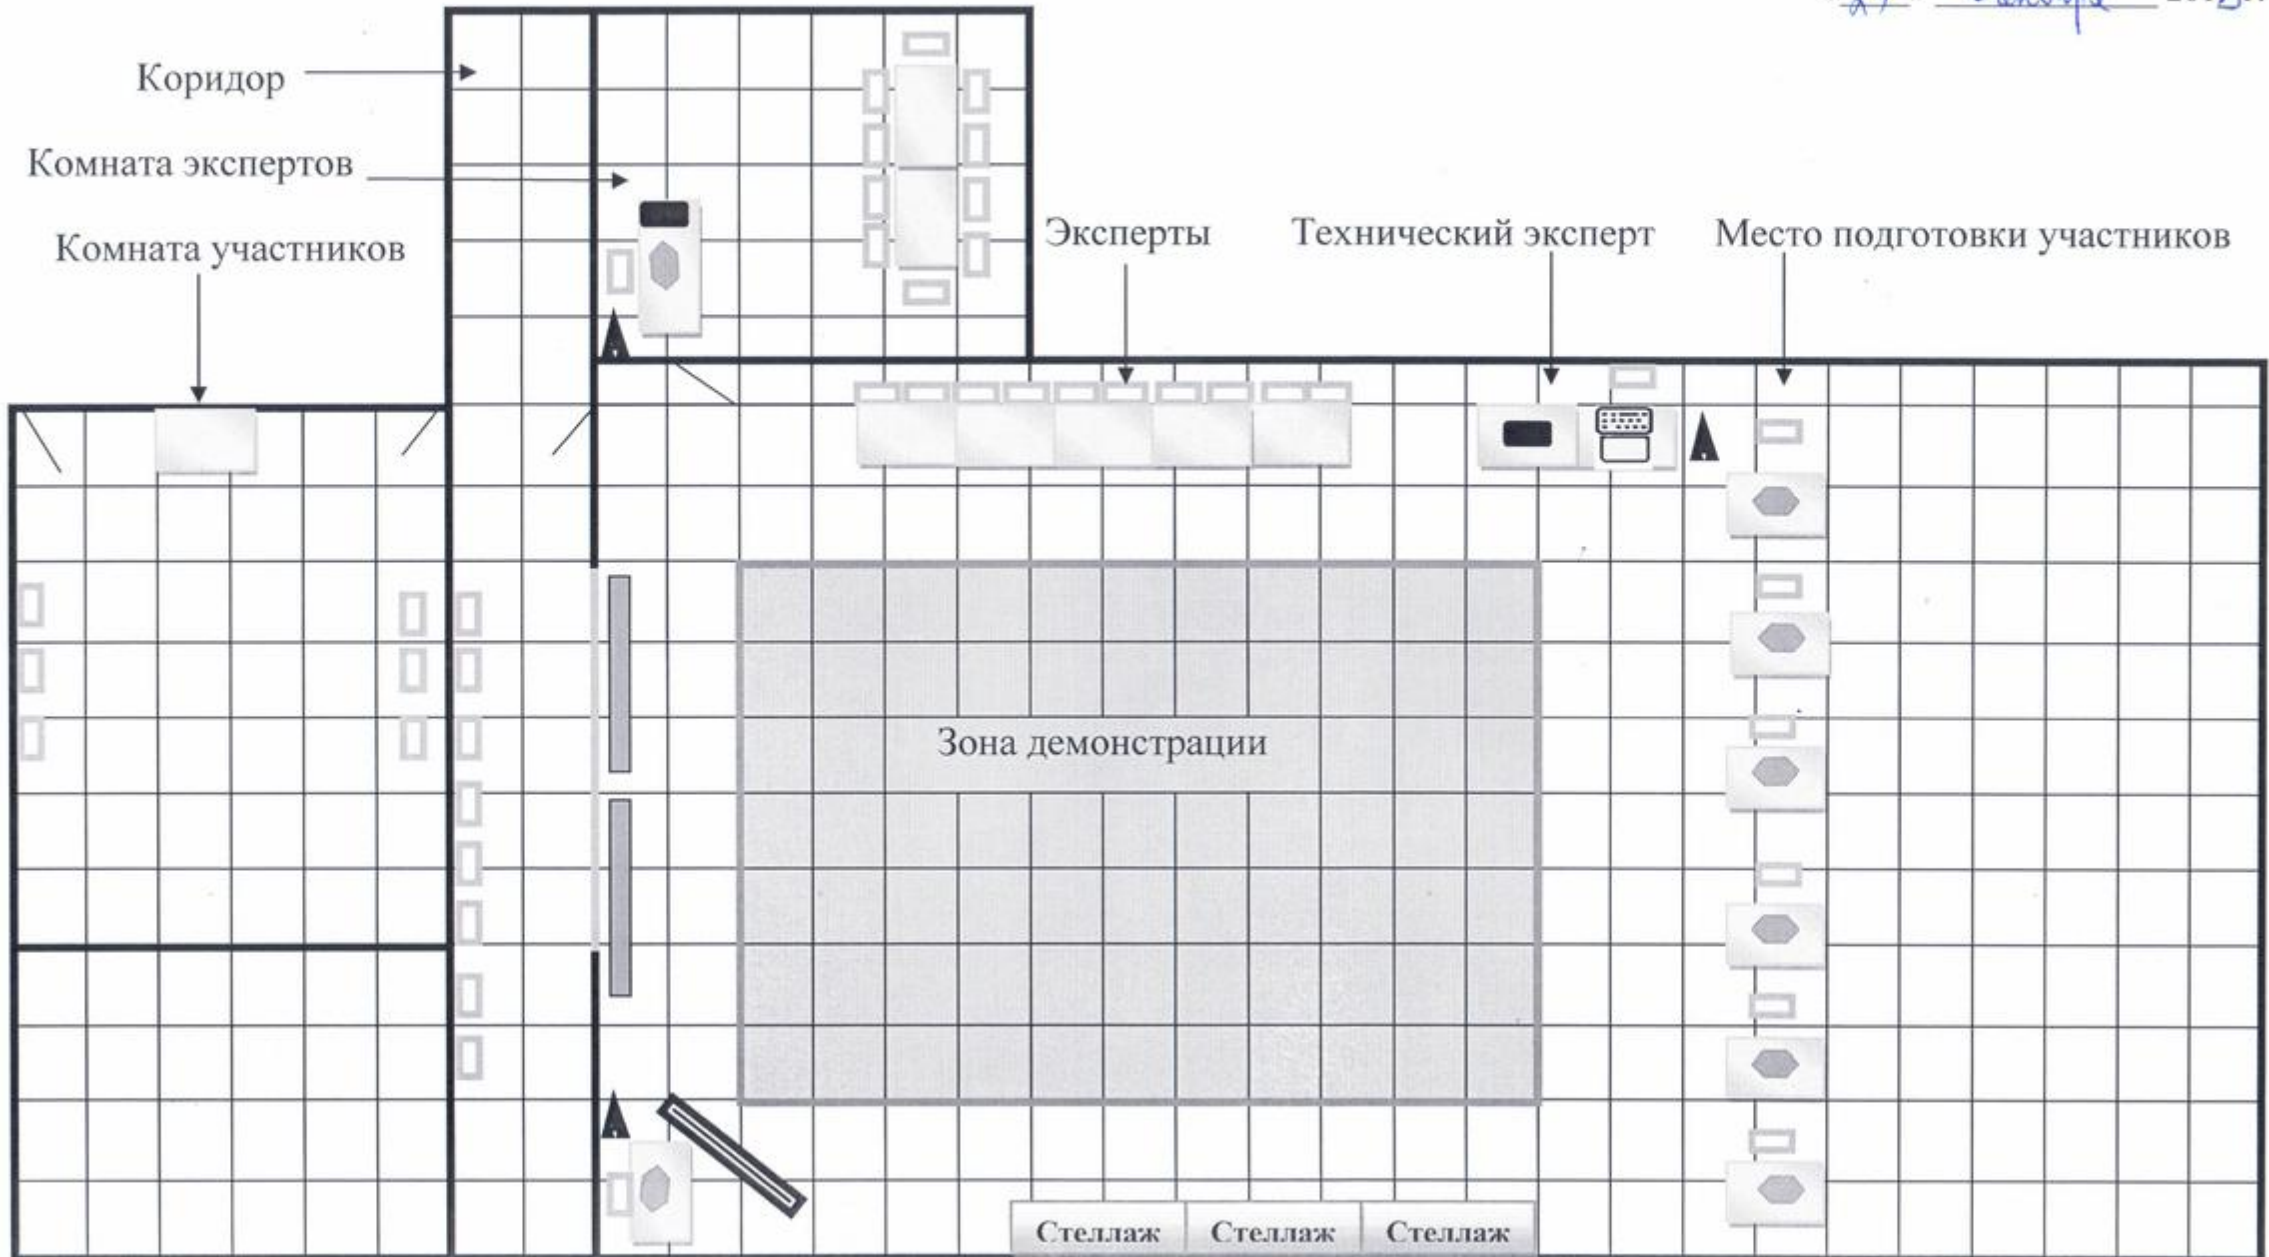 Коридор
Комната экспертов
Комната участников
Эксперты
Технический эксперт
Место подготовки участников
Зона демонстрации
Стеллаж
Стеллаж
Стеллаж